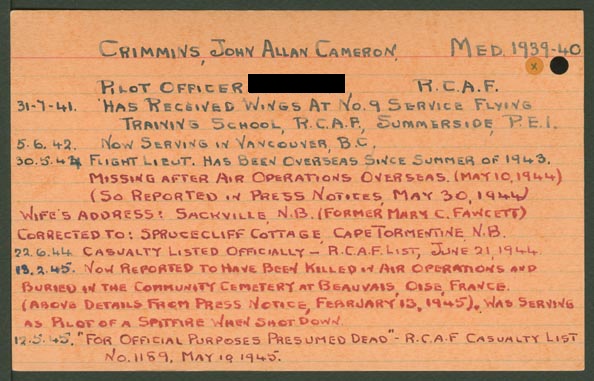 CRIMMINS, JOHN ALLAN CAMERON, MED. 1939-40
x
PILOT OFFICER R.C.A.F.
31-7-41. HAS RECEIVED WINGS AT NO. 9 SERVICE FLYING
TRAINING SCHOOL, R.C.A.F., SUMMERSIDE, P.E.I.
5.6.42. NOW SERVING IN VANCOUVER, B.C.
30.5.44 FLIGHT LIEUT. HAS BEEN OVERSEAS SINCE SUMMER OF 1943.
MISSING AFTER AIR OPERATIONS OVERSEAS. (MAY 10, 1944)
(SO REPORTED IN PRESS NOTICES, MAY 30, 1944)
WIFE'S ADDRESS: SACKVILLE, N.B. (FORMER MARY C. FAWCETT)
CORRECTED TO: SPRUCECLIFF COTTAGE, CAPE TORMENTINE, N.B.
22.6.44 CASUALTY LISTED OFFICIALLY - R.C.A.F. LIST, JUNE 21, 1944.
13.2.45. NOW REPORTED TO HAVE BEEN KILLED IN AIR OPERATIONS AND
BURIED IN THE COMMUNITY CEMETERY AT BEAUVAIS, OISE, FRANCE.
(ABOVE DETAILS FROM PRESS NOTICE, FEBRUARY 13, 1945). WAS SERVING
AS PILOT OF A SPITFIRE WHEN SHOT DOWN.
12.5.45. "FOR OFFICIAL PURPOSES PRESUMED DEAD" - R.C.A.F CASUALTY LIST
NO. 1189, MAY 19 1945.